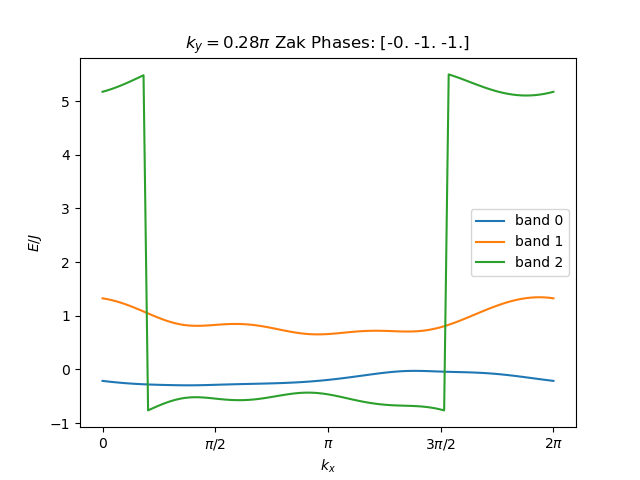 $k_y = 0.28\pi$ Zak Phases: [-0. -1. -1.]
E/J
5
4
3
2
1
0
−1
band 0
band 1
band 2
0
π/2
π
3π/2
2π
$k_x$